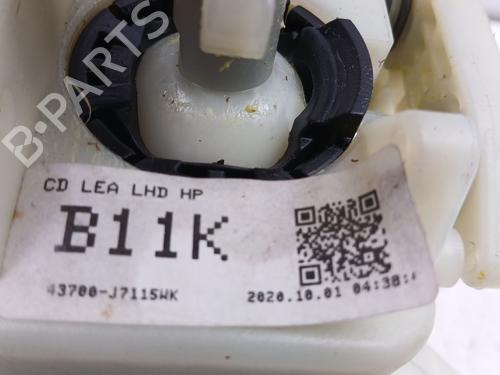 B-PARTS
CD LEA LHD HP
B11K
43700-J7115WK
2020.10.01 04:38: